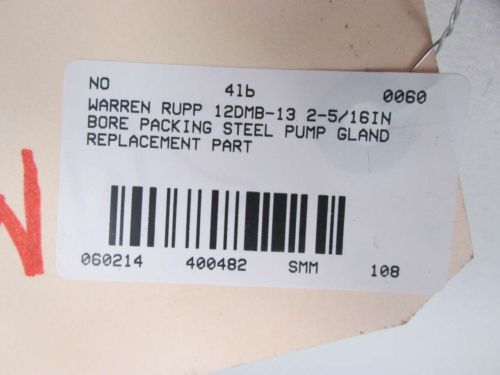 NO 41b 0060
WARREN RUPP 12DMB-13 2-5/16IN
BORE PACKING STEEL PUMP GLAND
REPLACEMENT PART
060214 400482 SMM 108